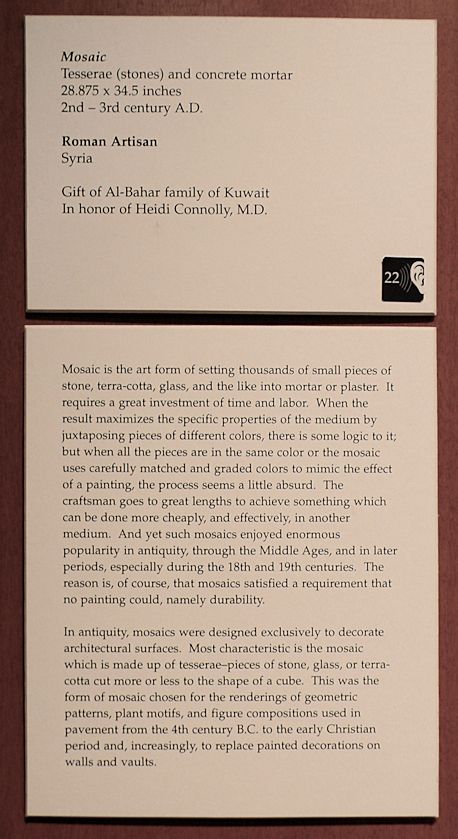 Mosaic
Tesserae (stones) and concrete mortar
28.875 x 34.5 inches
2nd – 3rd century A.D.
Roman Artisan
Syria
Gift of Al-Bahar family of Kuwait
In honor of Heidi Connolly, M.D.
22
Mosaic is the art form of setting thousands of small pieces of
stone, terra-cotta, glass, and the like into mortar or plaster.  It
requires a great investment of time and labor.  When the
result maximizes the specific properties of the medium by
juxtaposing pieces of different colors, there is some logic to it;
but when all the pieces are in the same color or the mosaic
uses carefully matched and graded colors to mimic the effect
of a painting, the process seems a little absurd.  The
craftsman goes to great lengths to achieve something which
can be done more cheaply, and effectively, in another
medium.  And yet such mosaics enjoyed enormous
popularity in antiquity, through the Middle Ages, and in later
periods, especially during the 18th and 19th centuries.  The
reason is, of course, that mosaics satisfied a requirement that
no painting could, namely durability.
In antiquity, mosaics were designed exclusively to decorate
architectural surfaces.  Most characteristic is the mosaic
which is made up of tesserae–pieces of stone, glass, or terra-
cotta cut more or less to the shape of a cube.  This was the
form of mosaic chosen for the renderings of geometric
patterns, plant motifs, and figure compositions used in
pavement from the 4th century B.C. to the early Christian
period and, increasingly, to replace painted decorations on
walls and vaults.